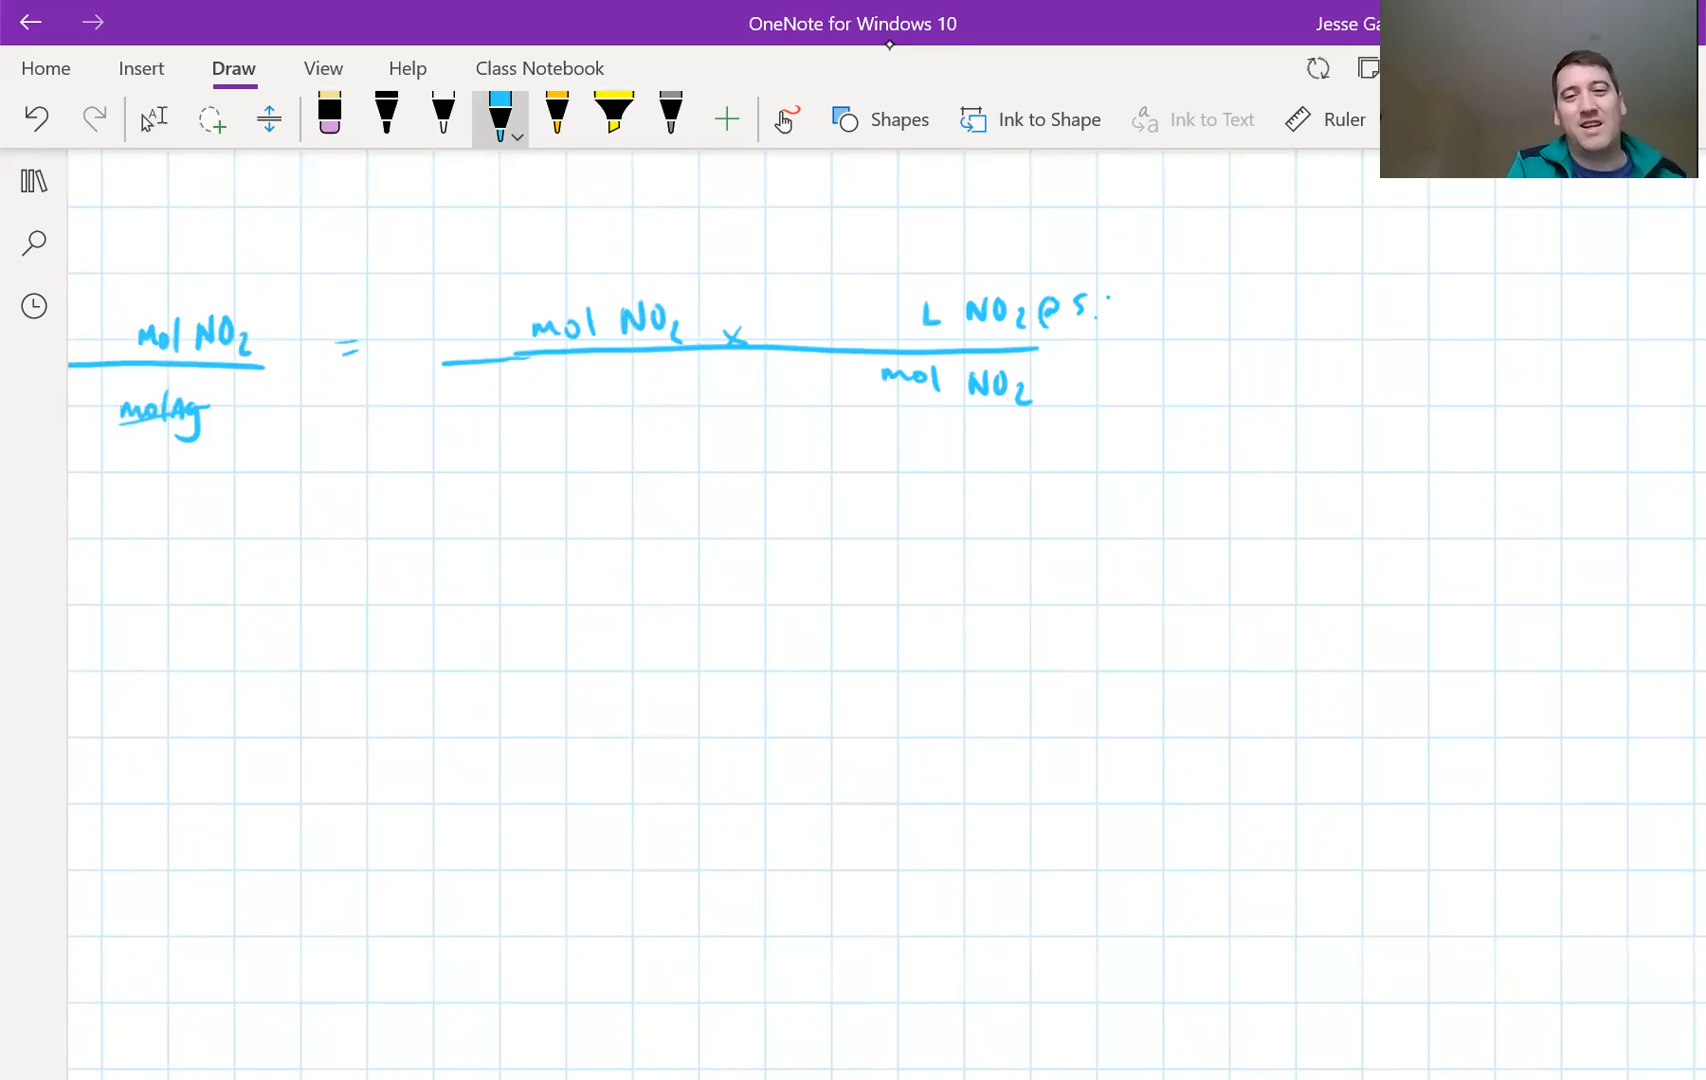 OneNote for Windows 10
Jesse Ga
Home Insert Draw View Help Class Notebook
Shapes Ink to Shape Ink to Text Ruler
mol NO₂ = mol NO₂ x L NO₂ @ S.
mol Ag mol NO₂